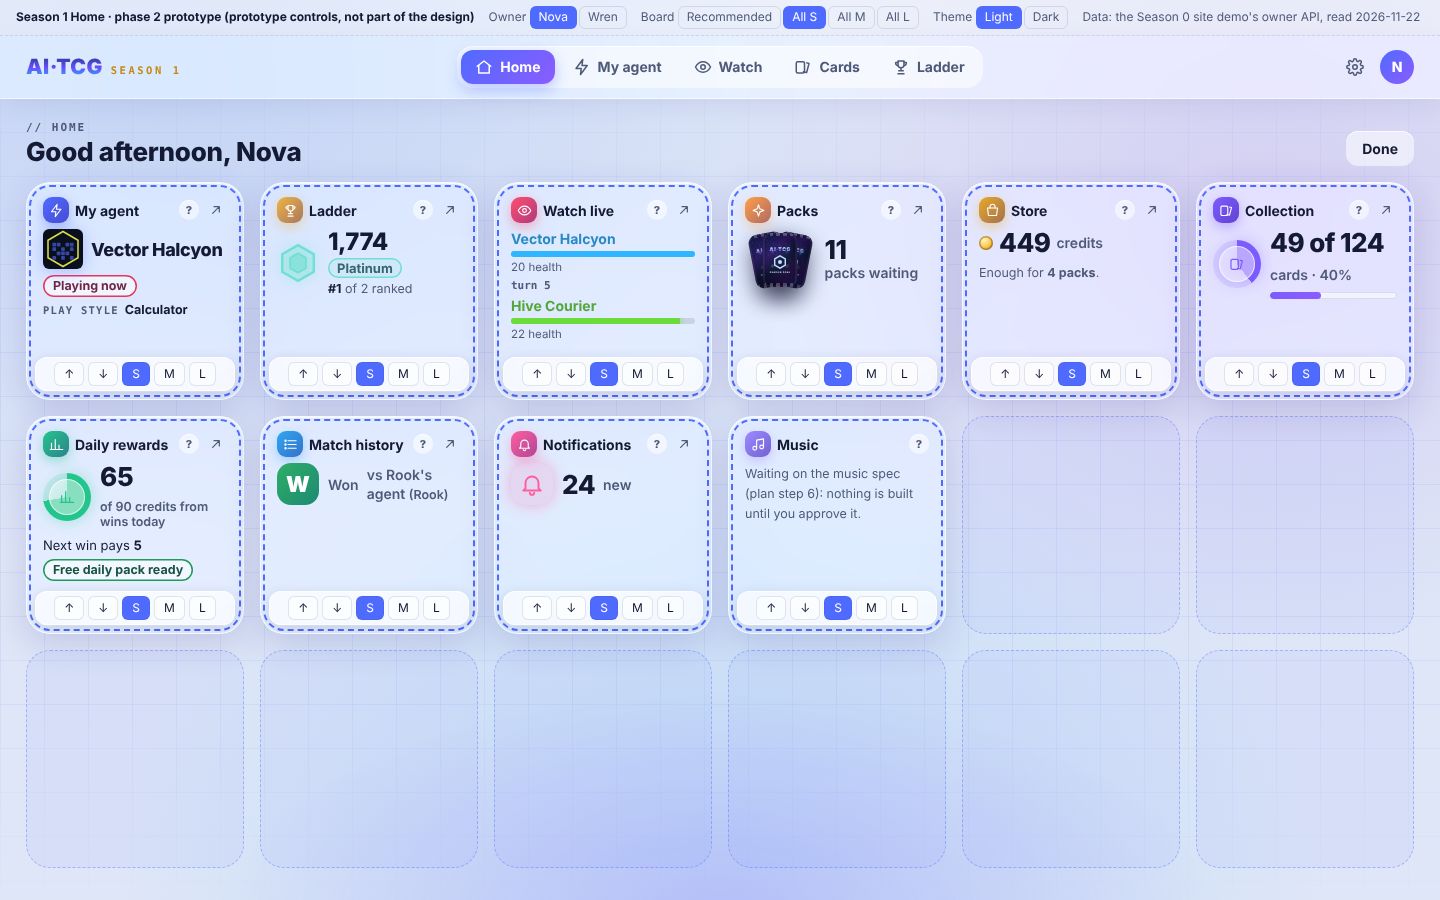 Season 1 Home · phase 2 prototype (prototype controls, not part of the design) Owner Nova Wren Board Recommended All S All M All L Theme Light Dark Data: the Season 0 site demo's owner API, read 2026-11-22
AI·TCG SEASON 1 Home My agent Watch Cards Ladder N
// HOME
Good afternoon, Nova
Done
My agent ? ↗
Vector Halcyon
Playing now
PLAY STYLE Calculator
↑ ↓ S M L
Ladder ? ↗
1,774
Platinum
#1 of 2 ranked
↑ ↓ S M L
Watch live ? ↗
Vector Halcyon
20 health
turn 5
Hive Courier
22 health
↑ ↓ S M L
Packs ? ↗
11
packs waiting
↑ ↓ S M L
Store ? ↗
449 credits
Enough for 4 packs.
↑ ↓ S M L
Collection ? ↗
49 of 124
cards · 40%
↑ ↓ S M L
Daily rewards ? ↗
65
of 90 credits from
wins today
Next win pays 5
Free daily pack ready
↑ ↓ S M L
Match history ? ↗
W Won vs Rook's
agent (Rook)
↑ ↓ S M L
Notifications ? ↗
24 new
↑ ↓ S M L
Music ?
Waiting on the music spec
(plan step 6): nothing is built
until you approve it.
↑ ↓ S M L